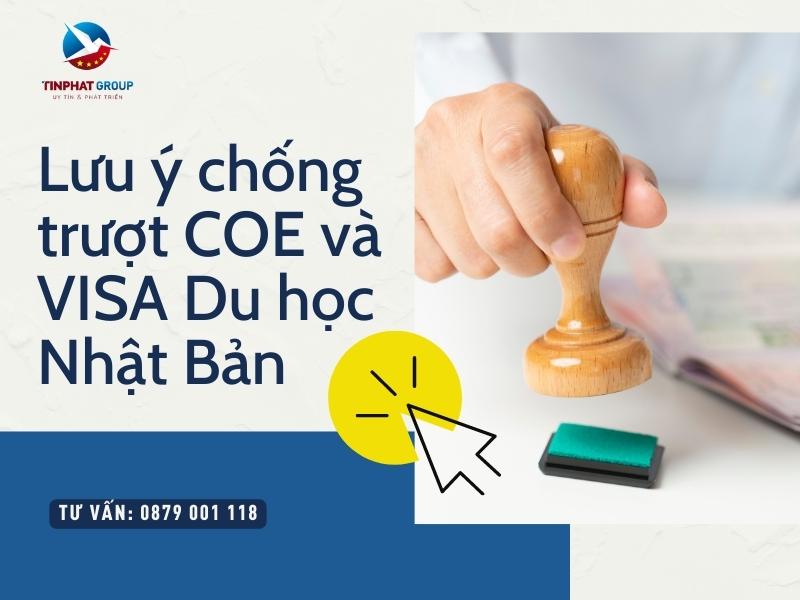 TINPHAT GROUP
UY TÍN & PHÁT TRIỂN
Lưu ý chống
trượt COE và
VISA Du học
Nhật Bản
TƯ VẤN: 0879 001 118